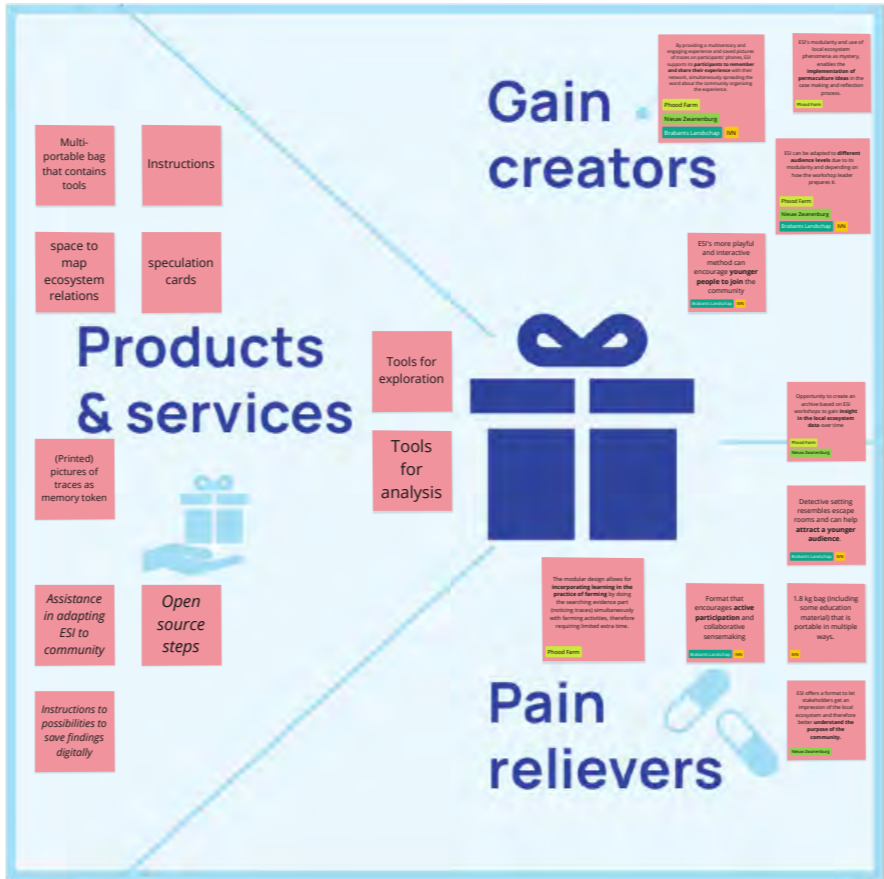 Multi-
portable bag
that contains
tools
Instructions
space to
map
ecosystem
relations
speculation
cards
Products
& services
Tools for
exploration
Tools
for
analysis
(Printed)
pictures of
traces as
memory token
Assistance
in adapting
ESI to
community
Open
source
steps
Instructions to
possibilities to
save findings
digitally
Gain
creators
By providing a multisensory and
engaging experience and saved pictures
of traces on participants' phones, ESI
supports its participants to remember
and share their experience with their
network, simultaneously spreading the
word about the community organizing
the experience.
Phood Farm
Nieuw Zwanenburg
Brabants Landschap IVN
ESI's modularity and use of
local ecosystem
phenomena as mystery,
enables the
implementation of
permaculture ideas in the
case making and reflection
process.
Phood Farm
ESI can be adapted to different
audience levels due to its
modularity and depending on
how the workshop leader
prepares it.
Phood Farm
Nieuw Zwanenburg
Brabants Landschap IVN
ESI's more playful
and interactive
method can
encourage younger
people to join the
community
Brabants Landschap IVN
Opportunity to create an
archive based on ESI
workshops to gain insight
in the local ecosystem
data over time
Phood Farm
Nieuw Zwanenburg
Detective setting
resembles escape
rooms and can help
attract a younger
audience.
Brabants Landschap IVN
The modular design allows for
incorporating learning in the
practice of farming by doing
the searching evidence part
(noticing traces) simultaneously
with farming activities, therefore
requiring limited extra time.
Phood Farm
Format that
encourages active
participation and
collaborative
sensemaking
Brabants Landschap IVN
1.8 kg bag (including
some education
material) that is
portable in multiple
ways.
IVN
ESI offers a format to let
stakeholders get an
impression of the local
ecosystem and therefore
better understand the
purpose of the
community.
Nieuw Zwanenburg
Pain
relievers